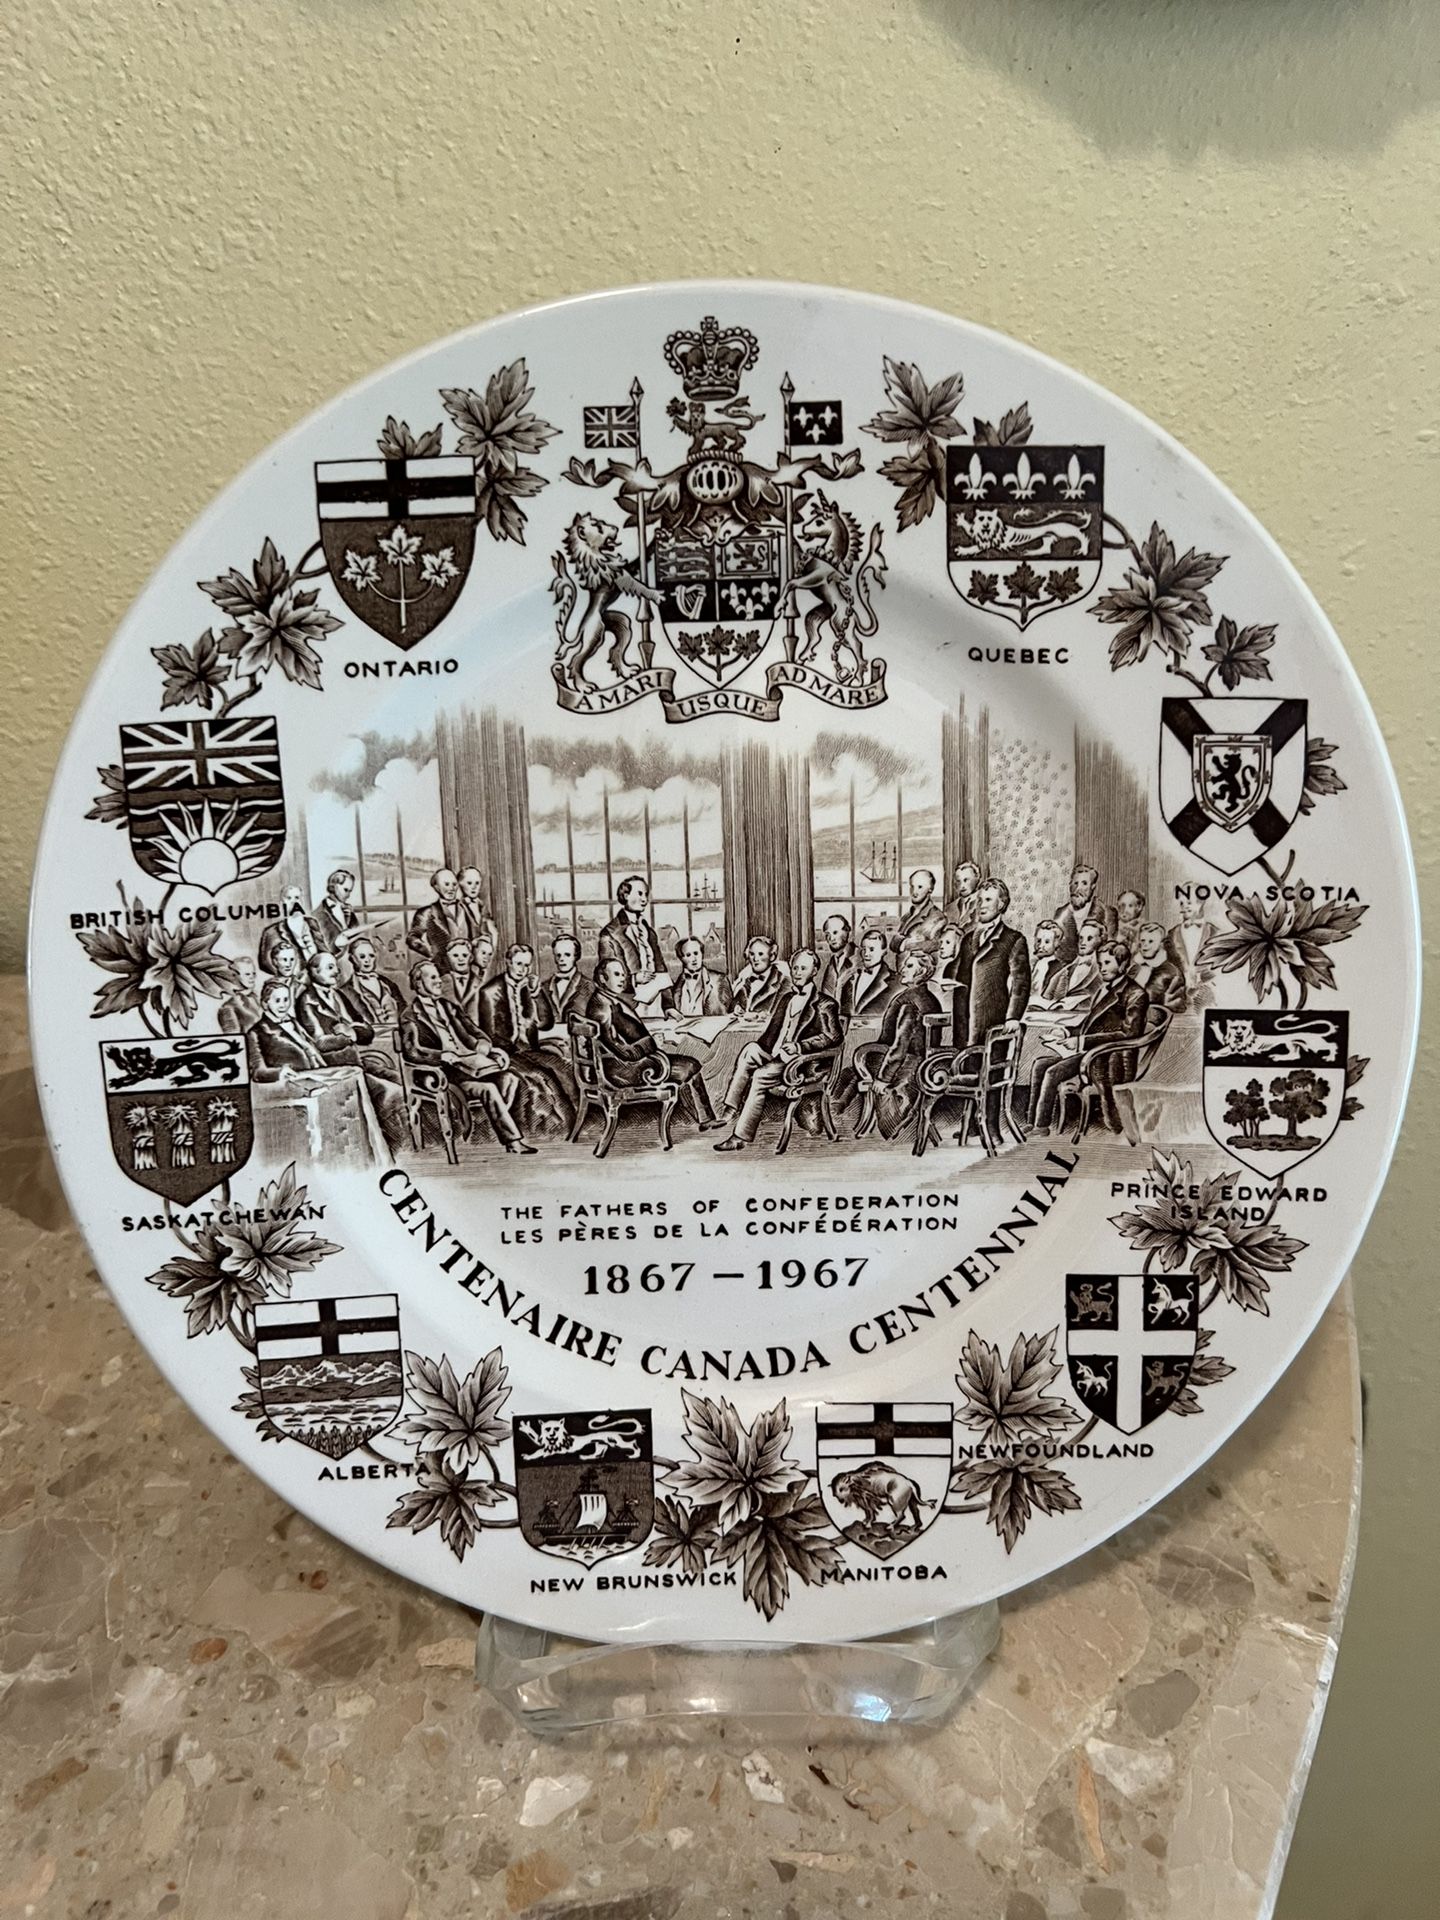 A MARI USQUE AD MARE
ONTARIO
QUEBEC
BRITISH COLUMBIA
NOVA SCOTIA
SASKATCHEWAN
PRINCE EDWARD
ISLAND
THE FATHERS OF CONFEDERATION
LES PÈRES DE LA CONFÉDÉRATION
1867 – 1967
CENTENAIRE CANADA CENTENNIAL
ALBERTA
NEWFOUNDLAND
NEW BRUNSWICK
MANITOBA